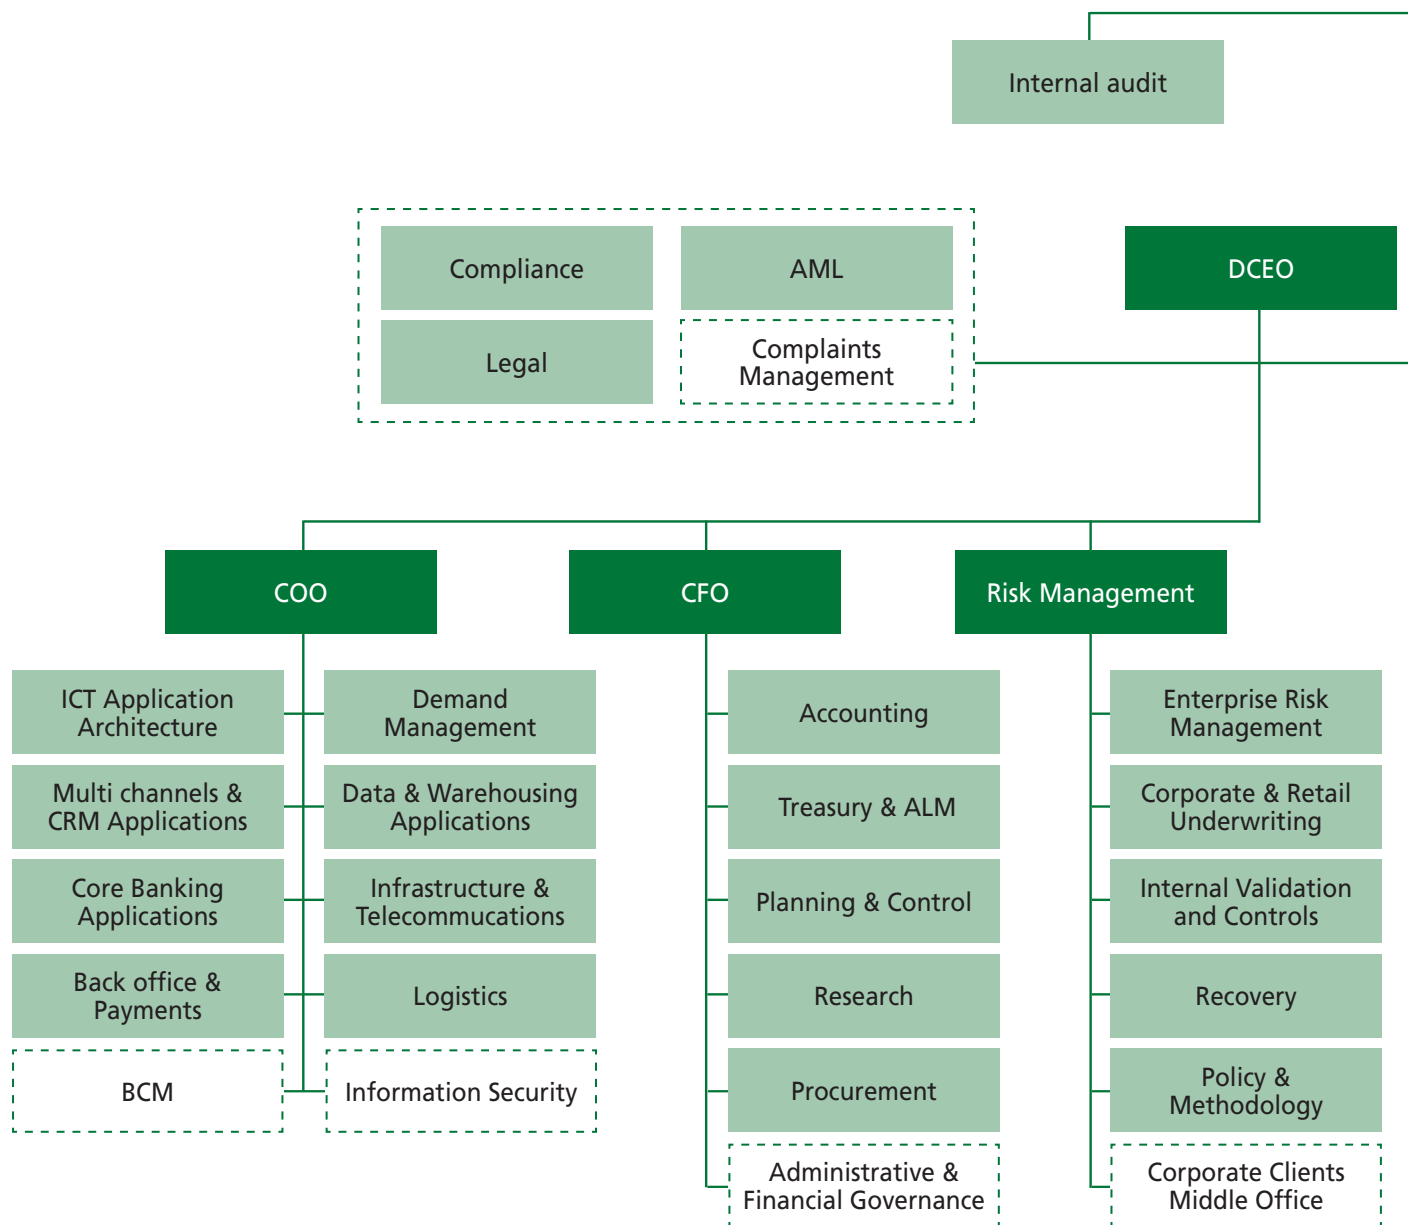 Internal audit
Compliance
AML
DCEO
Legal
Complaints
Management
COO
CFO
Risk Management
ICT Application
Architecture
Demand
Management
Accounting
Enterprise Risk
Management
Multi channels &
CRM Applications
Data & Warehousing
Applications
Treasury & ALM
Corporate & Retail
Underwriting
Core Banking
Applications
Infrastructure &
Telecommucations
Planning & Control
Internal Validation
and Controls
Back office &
Payments
Logistics
Research
Recovery
BCM
Information Security
Procurement
Policy &
Methodology
Administrative &
Financial Governance
Corporate Clients
Middle Office